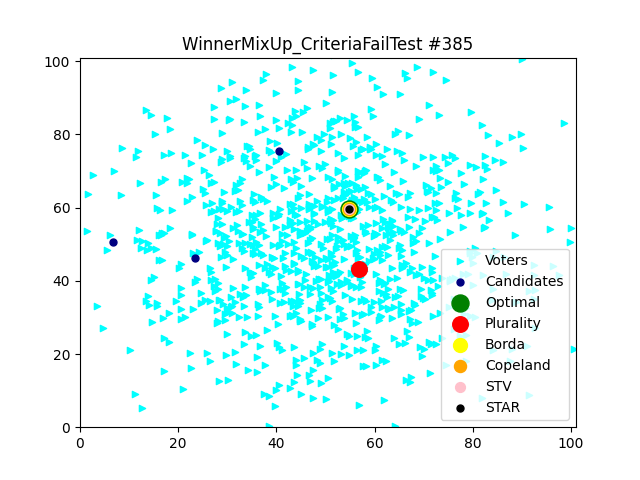 WinnerMixUp_CriteriaFailTest #385
100
80
60
40
20
0
0 20 40 60 80 100
Voters
Candidates
Optimal
Plurality
Borda
Copeland
STV
STAR